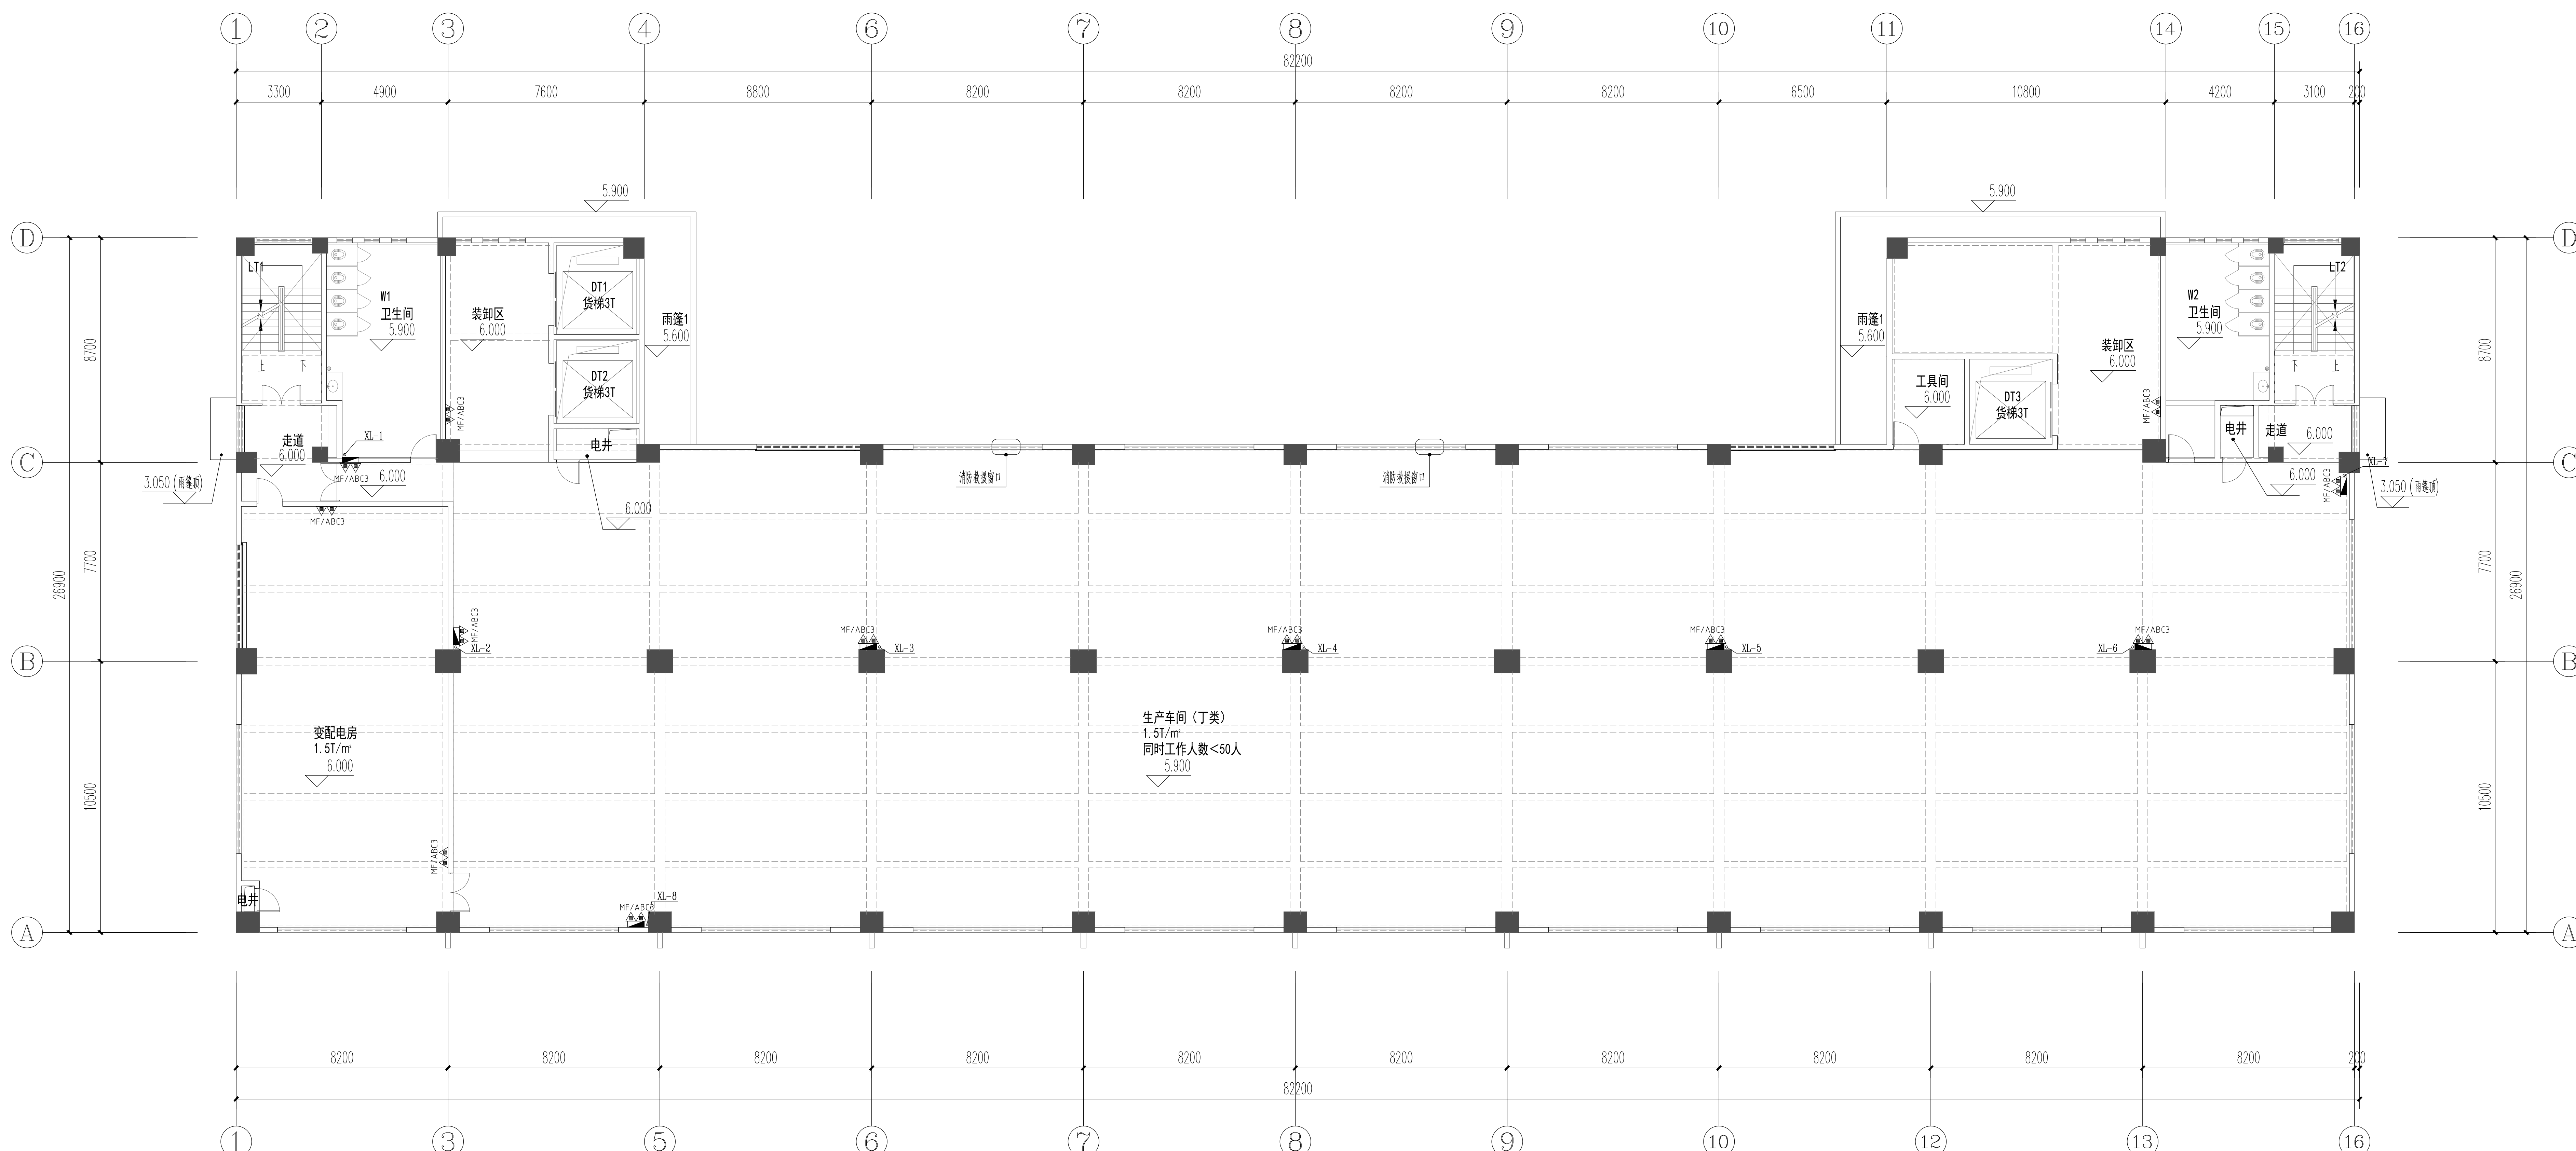 1 2 3 4 6 7 8 9 10 11 14 15 16
82200
3300 4900 7600 8800 8200 8200 8200 8200 6500 10800 4200 3100 200
5.900
5.900
D
D
LT1
W1
卫生间
5.900
装卸区
6.000
DT1
货梯3T
DT2
货梯3T
雨篷1
5.600
雨篷1
5.600
工具间
6.000
DT3
货梯3T
装卸区
6.000
W2
卫生间
5.900
LT2
上 下
下 上
8700
8700
MF/ABC3
MF/ABC3
走道
6.000
XL-1
电井
电井
走道
6.000
C
C
3.050 (雨篷顶)
MF/ABC3
6.000
消防救援窗口
消防救援窗口
6.000
MF/ABC3
XL-7
3.050 (雨篷顶)
MF/ABC3
6.000
7700
26900
7700
26900
MF/ABC3
XL-2
MF/ABC3
XL-3
MF/ABC3
XL-4
MF/ABC3
XL-5
MF/ABC3
XL-6
B
B
变配电房
1.5T/㎡
6.000
生产车间（丁类）
1.5T/㎡
同时工作人数＜50人
5.900
10500
10500
MF/ABC3
电井
MF/ABC3
XL-8
A
A
8200 8200 8200 8200 8200 8200 8200 8200 8200 8200 200
82200
1 3 5 6 7 8 9 10 12 13 16